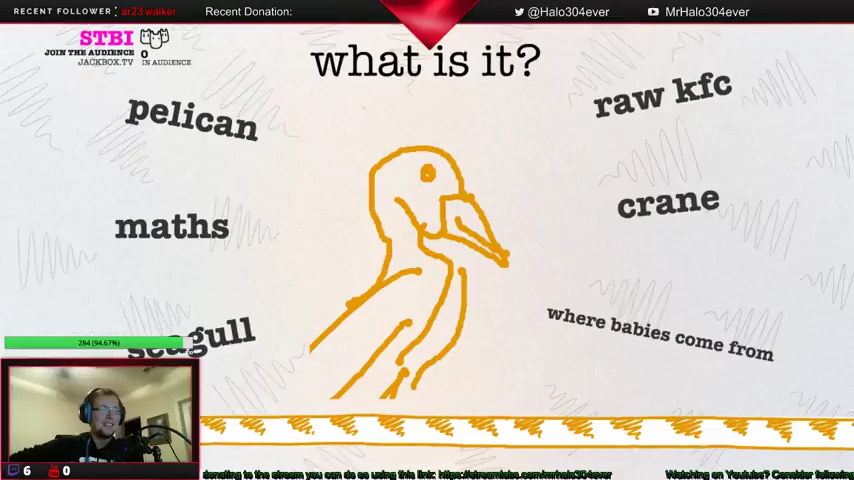 RECENT FOLLOWER : ar23walker
Recent Donation:
@Halo304ever
MrHalo304ever
STBI
JOIN THE AUDIENCE
JACKBOX.TV
0
IN AUDIENCE
what is it?
pelican
raw kfc
maths
crane
seagull
where babies come from
284 (94.67%)
6
0
donating to the stream you can do so using this link: https://streamlabs.com/mrhalo304ever
Watching on Youtube? Consider following